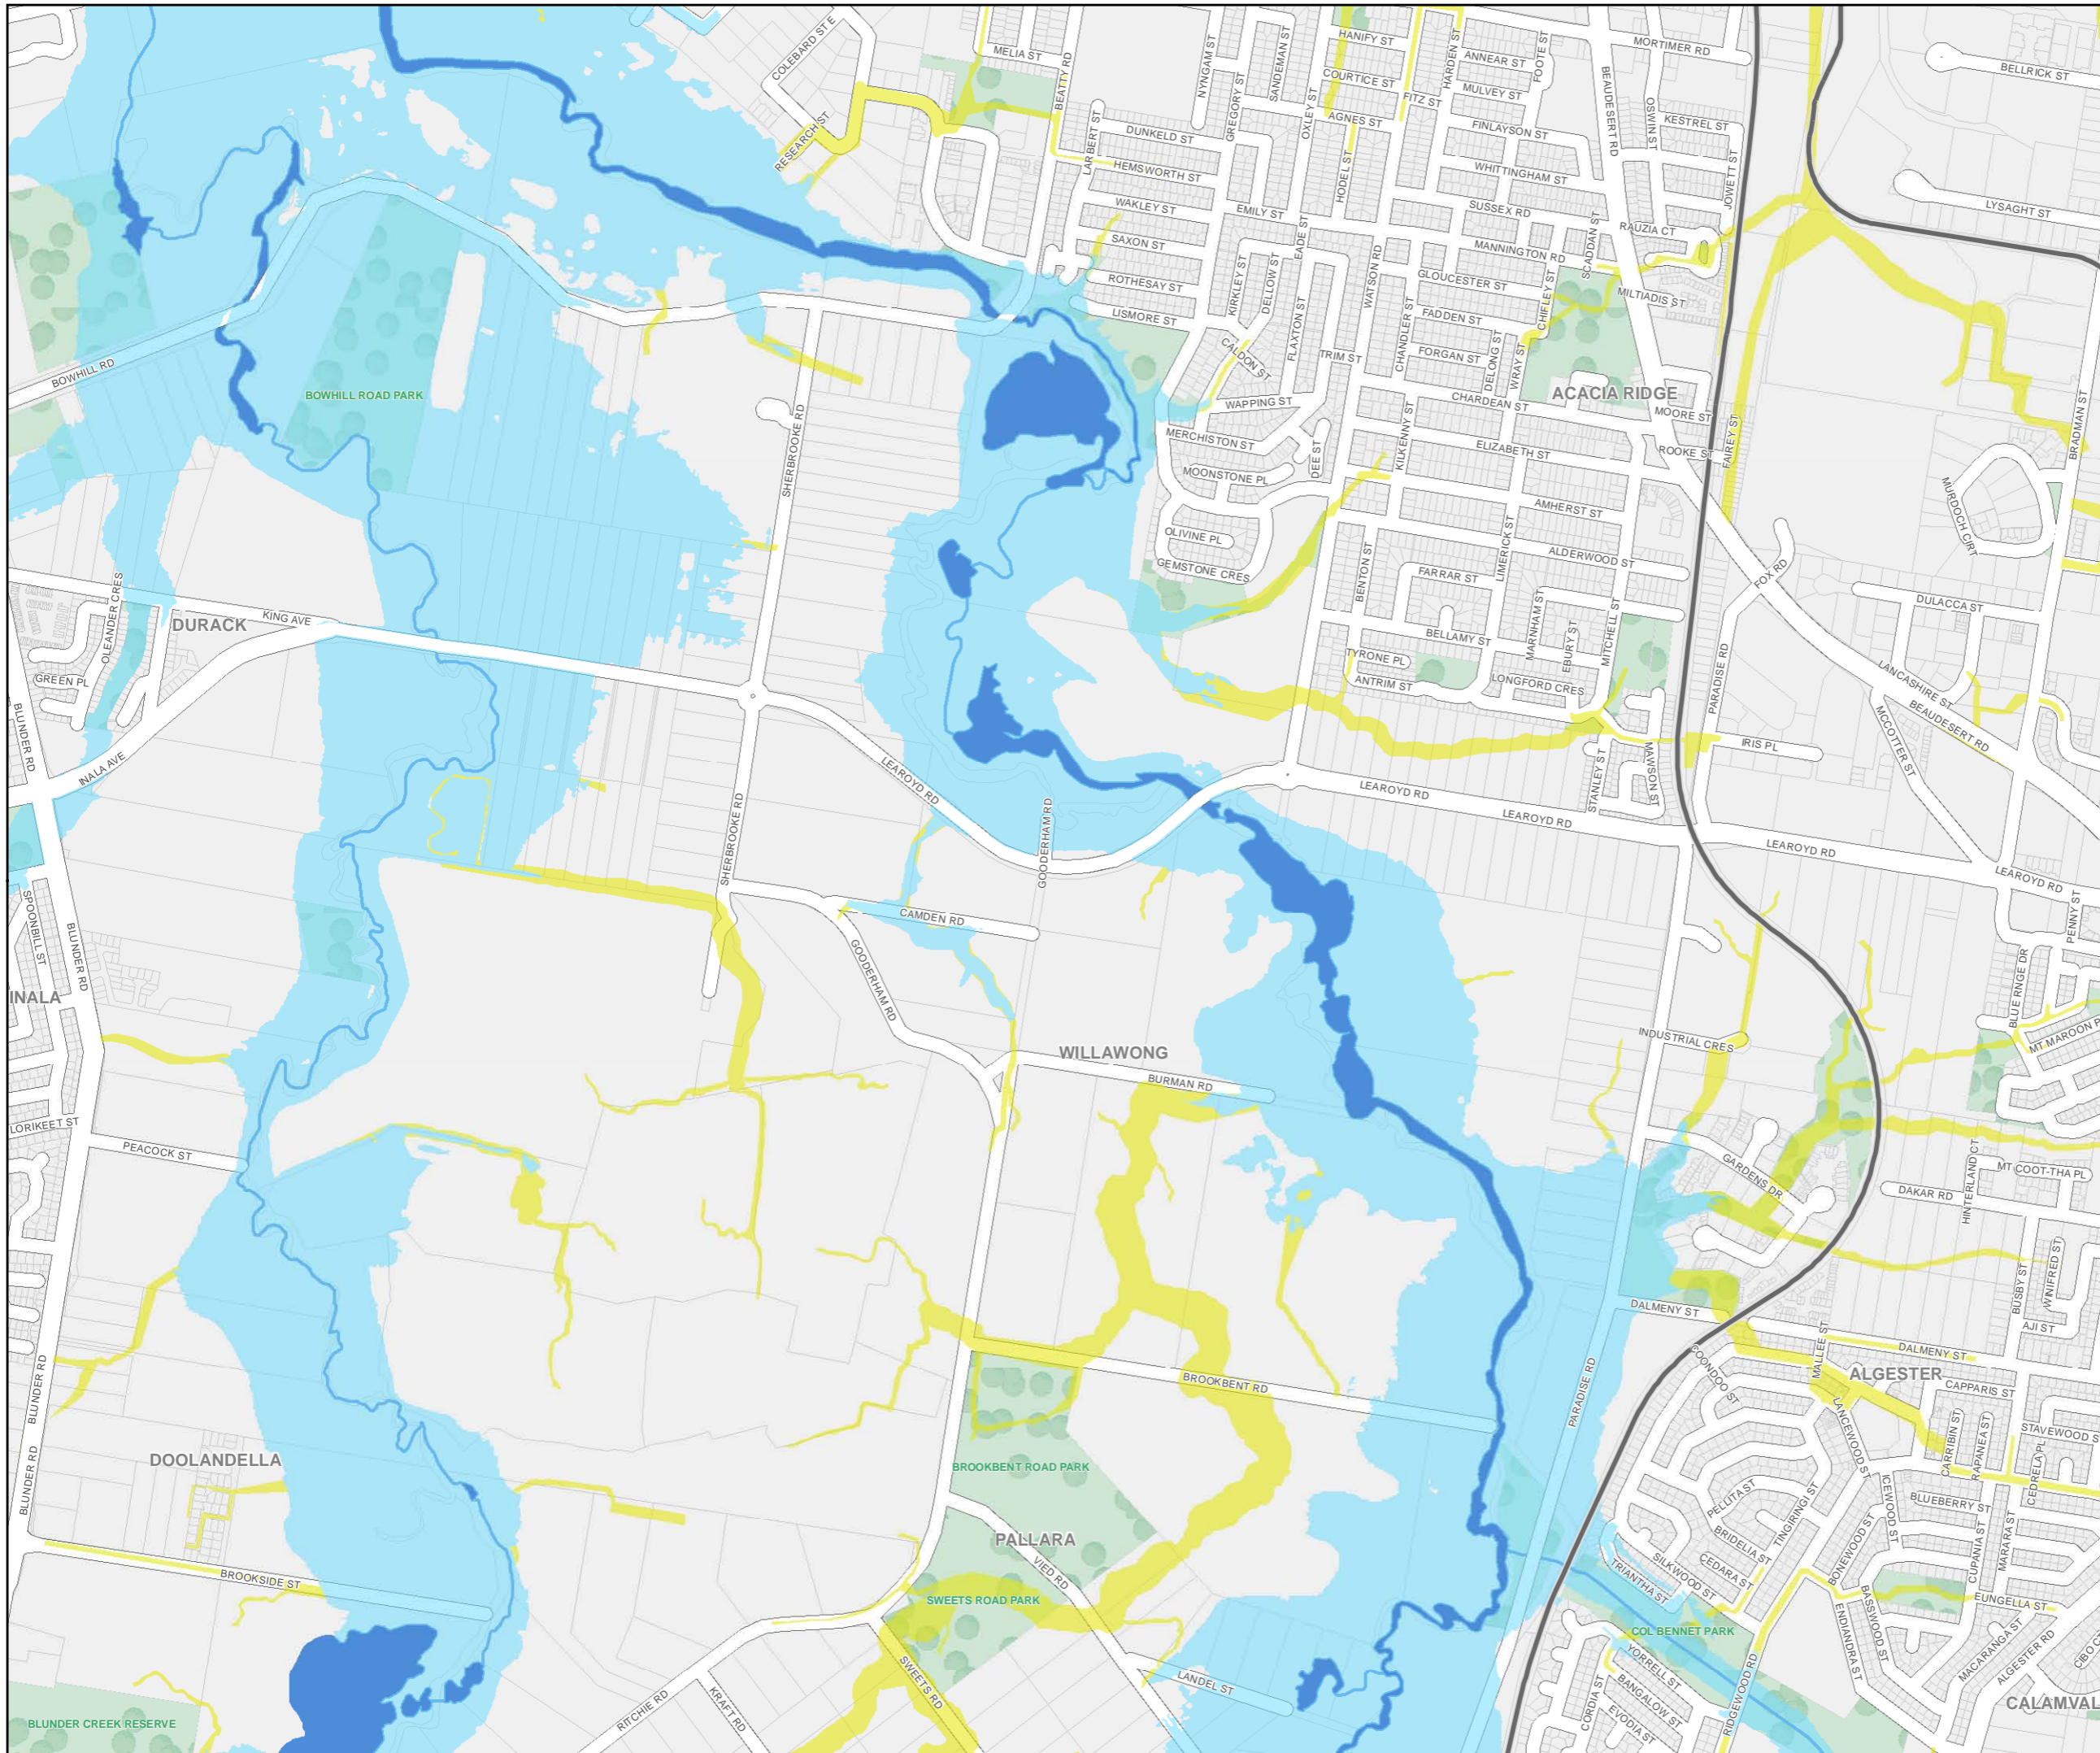 COLEBARD ST E
MELIA ST
BEATTY RD
NYNGAM ST
GREGORY ST
SANDEMAN ST
OXLEY ST
HANIFY ST
COURTICE ST
HARDEN ST
ANNEAR ST
FOOTE ST
MULVEY ST
FITZ ST
AGNES ST
FINLAYSON ST
BEAUDESERT RD
MORTIMER RD
OSWIN ST
KESTREL ST
BELLRICK ST
RESEARCH ST
LARBERT ST
DUNKELD ST
HEMSWORTH ST
HODEL ST
WHITTINGHAM ST
JOWETT ST
LYSAGHT ST
WAKLEY ST
EMILY ST
EADE ST
SUSSEX RD
SCADDAN ST
RAUZIA CT
SAXON ST
MANNINGTON RD
ROTHESAY ST
KIRKLEY ST
DELLOW ST
WATSON RD
GLOUCESTER ST
CHIFLEY ST
MILTIADIS ST
LISMORE ST
FLAXTON ST
CHANDLER ST
FADDEN ST
CALDON ST
TRIM ST
FORGAN ST
DELONG ST
WRAY ST
BOWHILL RD
BOWHILL ROAD PARK
SHERBROOKE RD
WAPPING ST
CHARDEAN ST
ACACIA RIDGE
MOORE ST
FAIREY ST
BRADMAN ST
MERCHISTON ST
DEE ST
KILKENNY ST
ELIZABETH ST
ROOKE ST
MOONSTONE PL
AMHERST ST
MURDOCH CIRT
OLIVINE PL
GEMSTONE CRES
BENTON ST
LIMERICK ST
ALDERWOOD ST
FARRAR ST
FOX RD
DULACCA ST
OLEANDER CRES
DURACK
KING AVE
MARNHAM ST
MITCHELL ST
BELLAMY ST
EBURY ST
TYRONE PL
ANTRIM ST
LONGFORD CRES
PARADISE RD
LANCASHIRE ST
GREEN PL
BLUNDER RD
INALA AVE
LEAROYD RD
GOODERHAM RD
LEAROYD RD
LEAROYD RD
STANLEY ST
MAWSON ST
IRIS PL
MCCOTTER ST
BEAUDESERT RD
SHERBROOKE RD
LEAROYD RD
LEAROYD RD
SPOONBILL ST
BLUNDER RD
CAMDEN RD
GOODERHAM RD
PENNY ST
BLUE RNGE DR
INALA
WILLAWONG
INDUSTRIAL CRES
MT MAROON P
BURMAN RD
LORIKEET ST
PEACOCK ST
GARDENS DR
HINTERLAND CT
MT COOT-THA PL
DAKAR RD
WINIFRED ST
BUSBY ST
DALMENY ST
AJI ST
BLUNDER RD
BLUNDER RD
BROOKBENT RD
PARADISE RD
COONDOO ST
MALLEE ST
DALMENY ST
ALGESTER
CAPPARIS ST
LANCEWOOD ST
CARIBIN ST
RAPANEA ST
STAVEWOOD S
CEDRELA PL
DOOLANDELLA
BROOKBENT ROAD PARK
PELLITA ST
TINGIRINGI ST
ICEWOOD ST
BLUEBERRY ST
BRIDELIA ST
BONEWOOD ST
CUPANIA ST
MARARA ST
PALLARA
VIED RD
BROOKSIDE ST
SWEETS ROAD PARK
SILKWOOD ST
CEDARA ST
TRIANTHA ST
BASSWOOD ST
EUNGELLA ST
COL BENNET PARK
ENDIANDRA ST
MACARANGA ST
ALGESTER RD
CIBO C
SWEETS RD
LANDEL ST
YORRELL ST
BANGALOW ST
CORDIA ST
EVODIA ST
RIDGEWOOD RD
RITCHIE RD
KRAFT RD
CALAMVAL
BLUNDER CREEK RESERVE